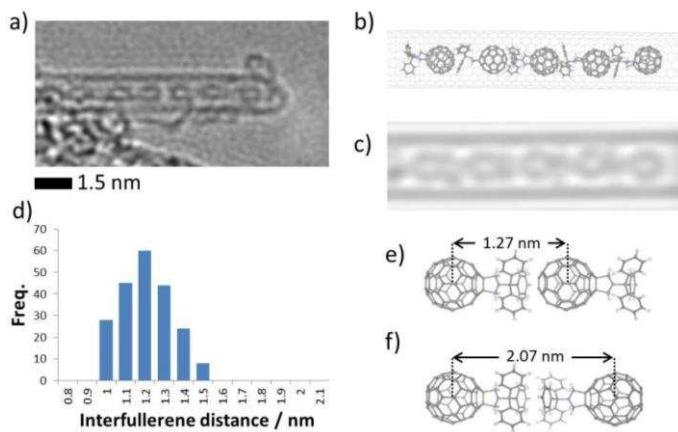 a)
1.5 nm
b)
c)
d)
Freq.
70
60
50
40
30
20
10
0
0.8
0.9
1
1.1
1.2
1.3
1.4
1.5
1.6
1.7
1.8
1.9
2
2.1
Interfullerene distance / nm
e)
1.27 nm
f)
2.07 nm